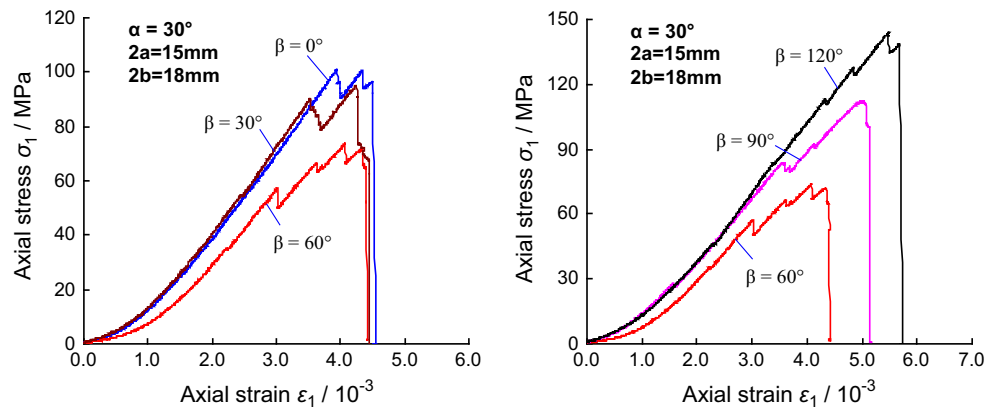 120
100
80
60
40
20
0
Axial stress σ1 / MPa
α = 30°
2a=15mm
2b=18mm
β = 0°
β = 30°
β = 60°
0.0 1.0 2.0 3.0 4.0 5.0 6.0
Axial strain ε1 / 10-3
150
120
90
60
30
0
Axial stress σ1 / MPa
α = 30°
2a=15mm
2b=18mm
β = 120°
β = 90°
β = 60°
0.0 1.0 2.0 3.0 4.0 5.0 6.0 7.0
Axial strain ε1 / 10-3